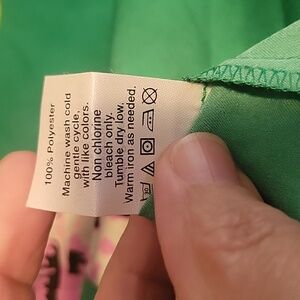 100% Polyester
Machine wash cold
gentle cycle,
with like colors.
Non chlorine
bleach only.
Tumble dry low.
Warm iron as needed.